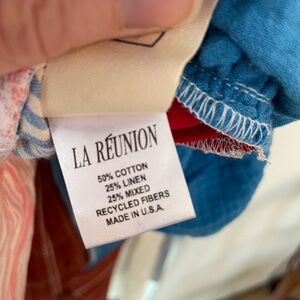 LA RÉUNION
50% COTTON
25% LINEN
25% MIXED
RECYCLED FIBERS
MADE IN U.S.A.